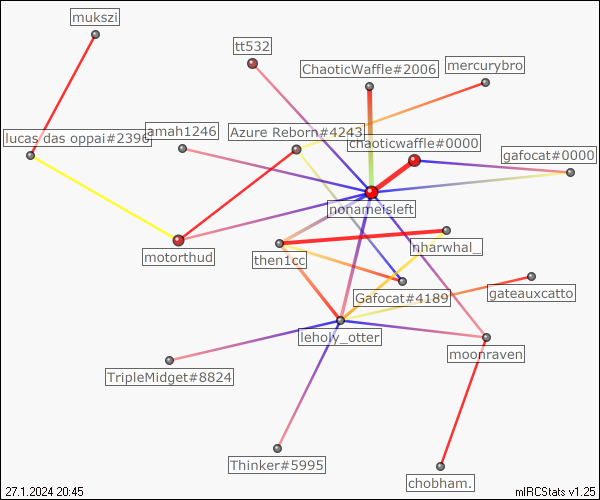 mukszi
tt532
mercurybro
ChaoticWaffle#2006
lucas das oppai#2396
amah1246
Azure Reborn#4243
chaoticwaffle#0000
gafocat#0000
nonameisleft
motorthud
then1cc
nharwhal_
Gafocat#4189
gateauxcatto
leholy_otter
moonraven
TripleMidget#8824
Thinker#5995
chobham.
27.1.2024 20:45
mIRCStats v1.25